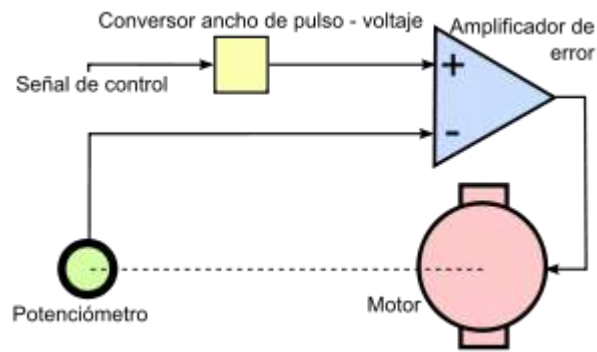 Conversor ancho de pulso - voltaje
Amplificador de
error
Señal de control
+
-
Motor
Potenciómetro